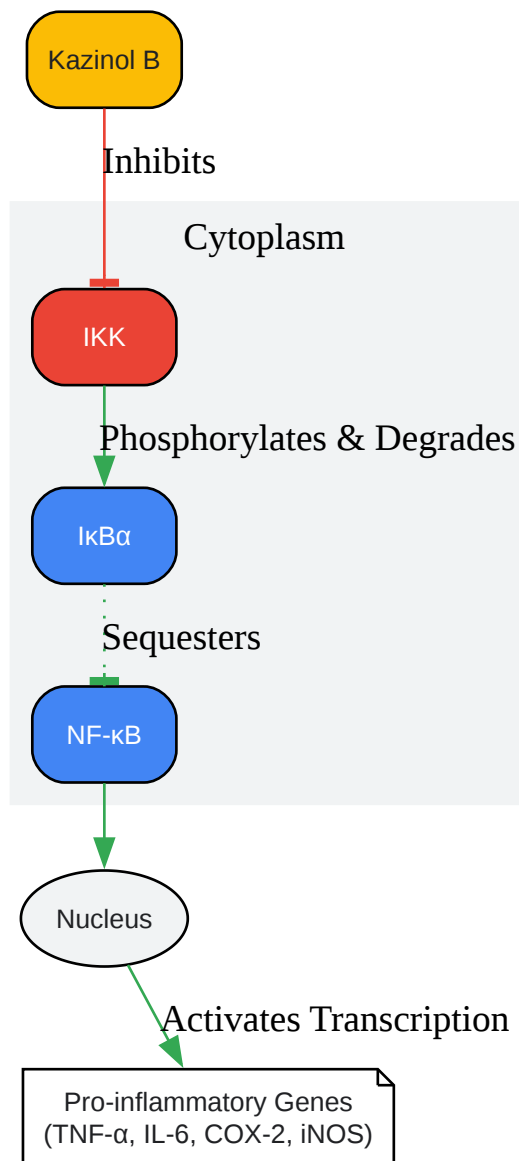 Kazinol B
Inhibits
Cytoplasm
IKK
Phosphorylates & Degrades
IκBα
Sequesters
NF-κB
Nucleus
Activates Transcription
Pro-inflammatory Genes
(TNF-α, IL-6, COX-2, iNOS)